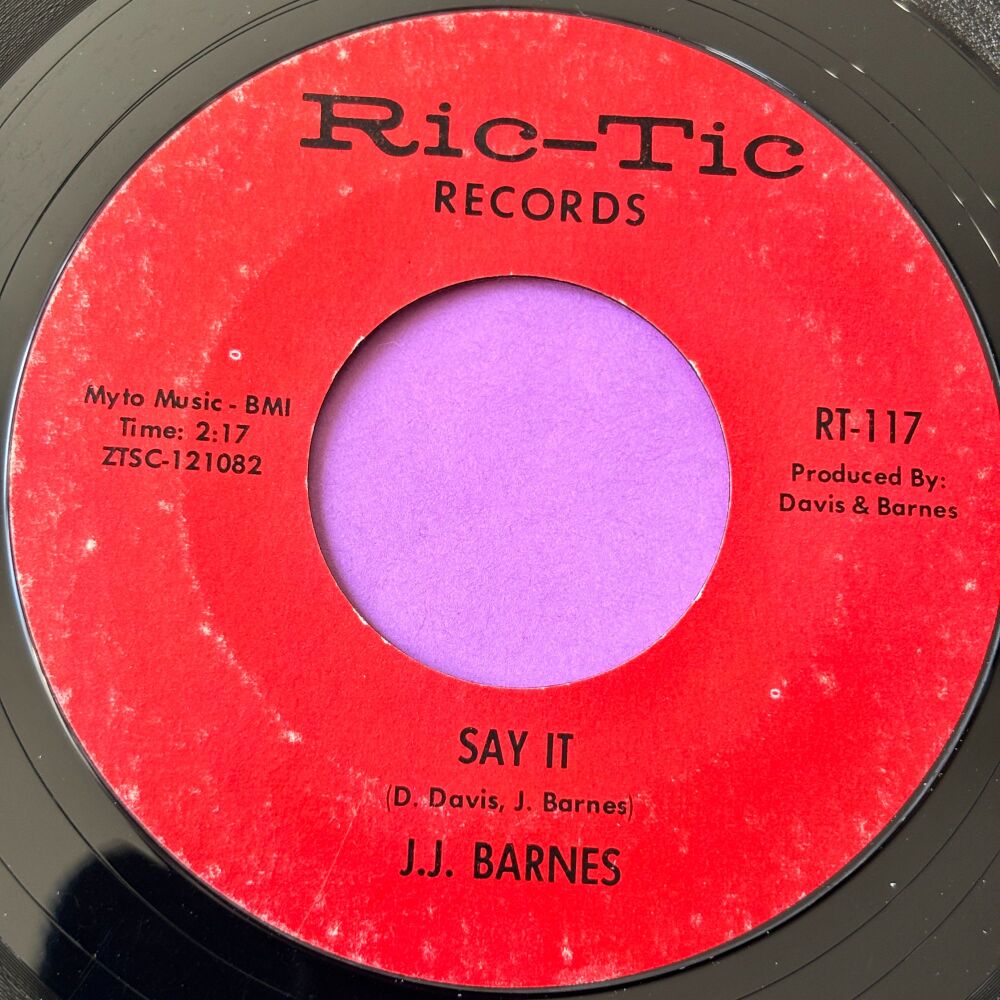 Ric-Tic
RECORDS
Myto Music - BMI
Time: 2:17
ZTSC-121082
RT-117
Produced By:
Davis & Barnes
SAY IT
(D. Davis, J. Barnes)
J.J. BARNES